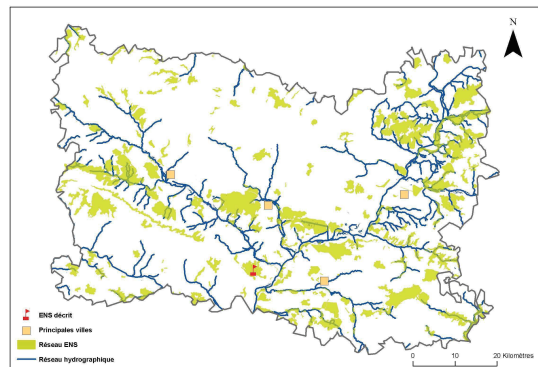 N
ENS décrit
Principales villes
Réseau ENS
Réseau hydrographique
0 10 20 Kilomètres